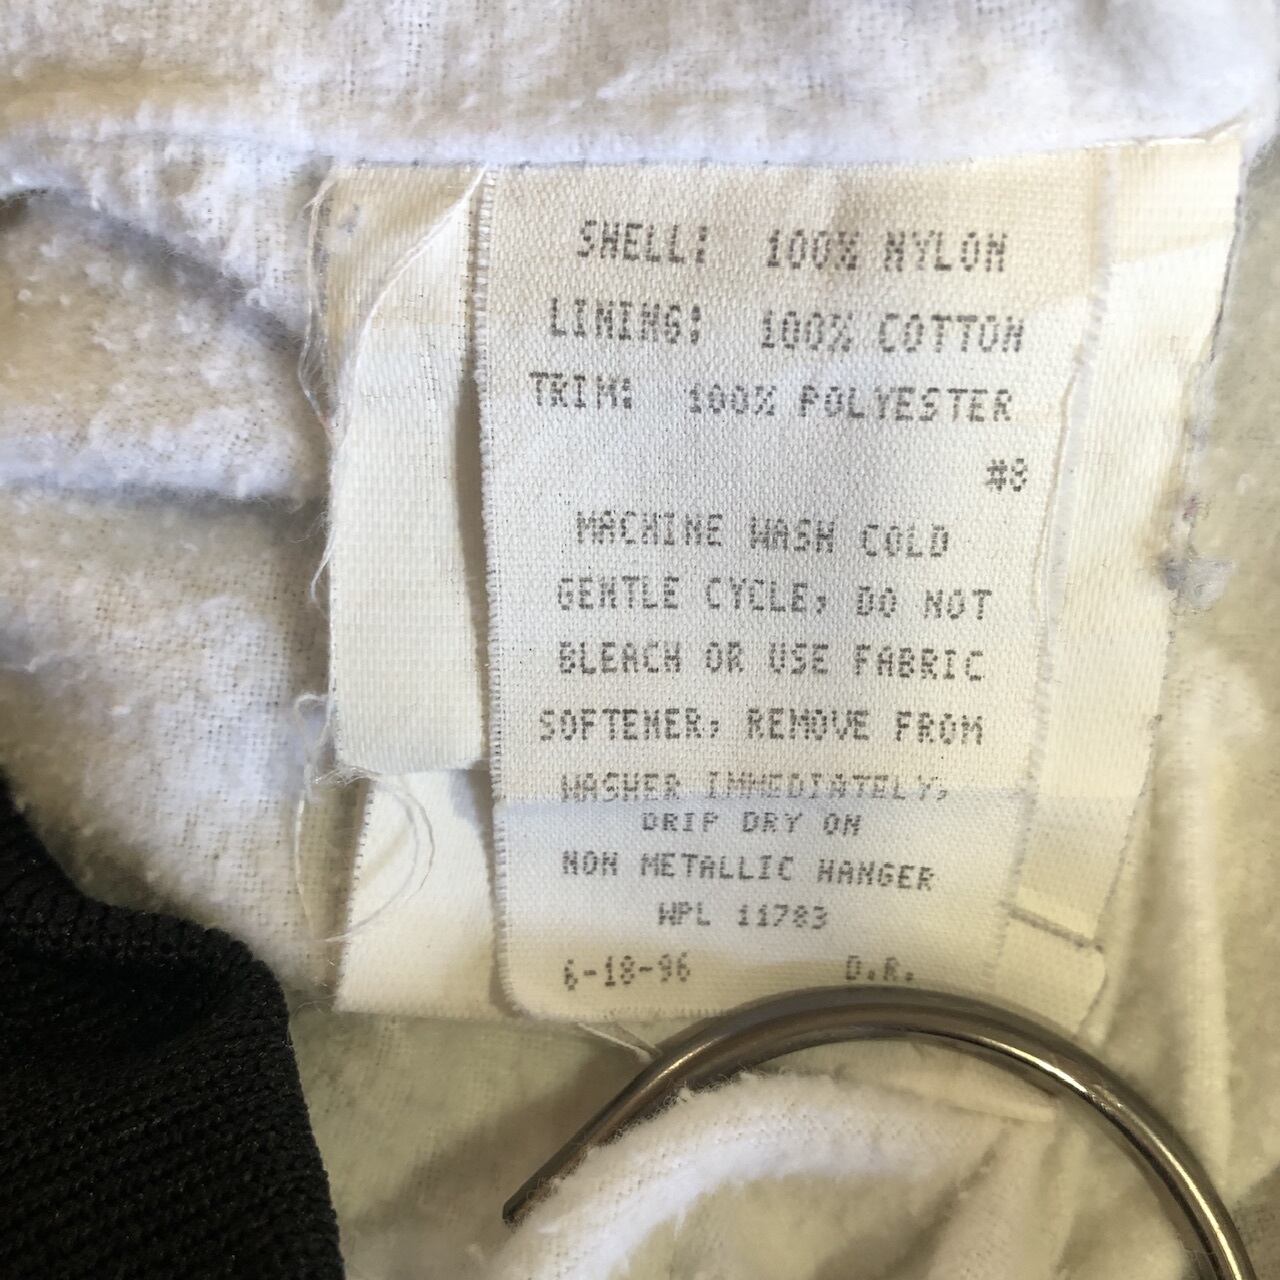 SHELL: 100% NYLON
LINING: 100% COTTON
TRIM: 100% POLYESTER
#8
MACHINE WASH COLD
GENTLE CYCLE, DO NOT
BLEACH OR USE FABRIC
SOFTENER, REMOVE FROM
WASHER IMMEDIATELY,
DRIP DRY ON
NON METALLIC HANGER
WPL 11783
6-18-96 D.R.